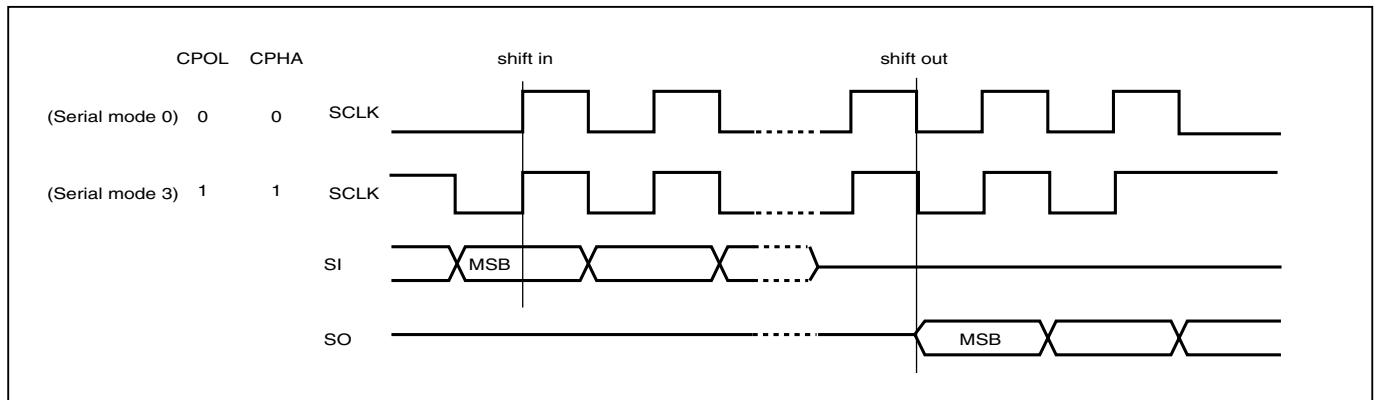 CPOL CPHA shift in shift out
(Serial mode 0) 0 0 SCLK
(Serial mode 3) 1 1 SCLK
SI MSB
SO MSB